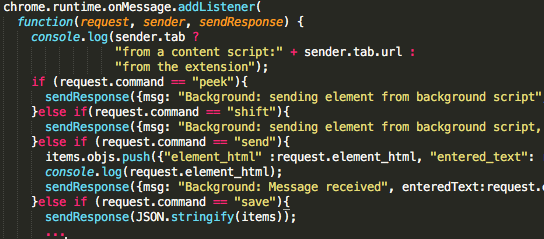 chrome.runtime.onMessage.addListener(
function(request, sender, sendResponse) {
console.log(sender.tab ?
"from a content script:" + sender.tab.url :
"from the extension");
if (request.command == "peek"){
sendResponse({msg: "Background: sending element from background script"
}else if(request.command == "shift"){
sendResponse({msg: "Background: sending element from background script,
}else if (request.command == "send"){
items.objs.push({"element_html" :request.element_html, "entered_text":
console.log(request.element_html);
sendResponse({msg: "Background: Message received", enteredText:request.
}else if (request.command == "save"){
sendResponse(JSON.stringify(items));
...